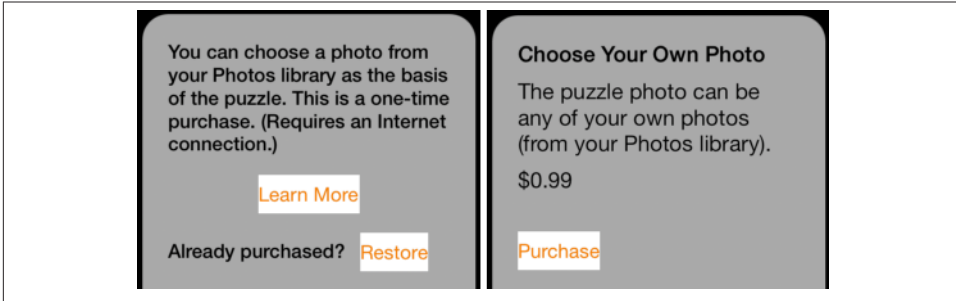 You can choose a photo from
your Photos library as the basis
of the puzzle. This is a one-time
purchase. (Requires an Internet
connection.)
Learn More
Already purchased? Restore
Choose Your Own Photo
The puzzle photo can be
any of your own photos
(from your Photos library).
$0.99
Purchase